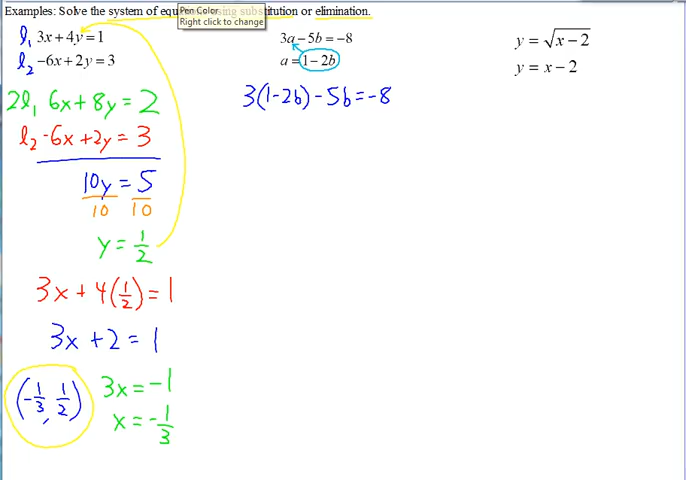 Examples: Solve the system of equ using substitution or elimination.
Pen Color
Right click to change
l₁ 3x + 4y = 1
l₂ −6x + 2y = 3
2l₁ 6x + 8y = 2
l₂ -6x + 2y = 3
10y = 5
10 10
y = 1/2
3x + 4(1/2) = 1
3x + 2 = 1
3x = -1
x = -1/3
(-1/3, 1/2)
3a − 5b = −8
a = 1 − 2b
3(1-2b) - 5b = -8
y = √(x − 2)
y = x − 2